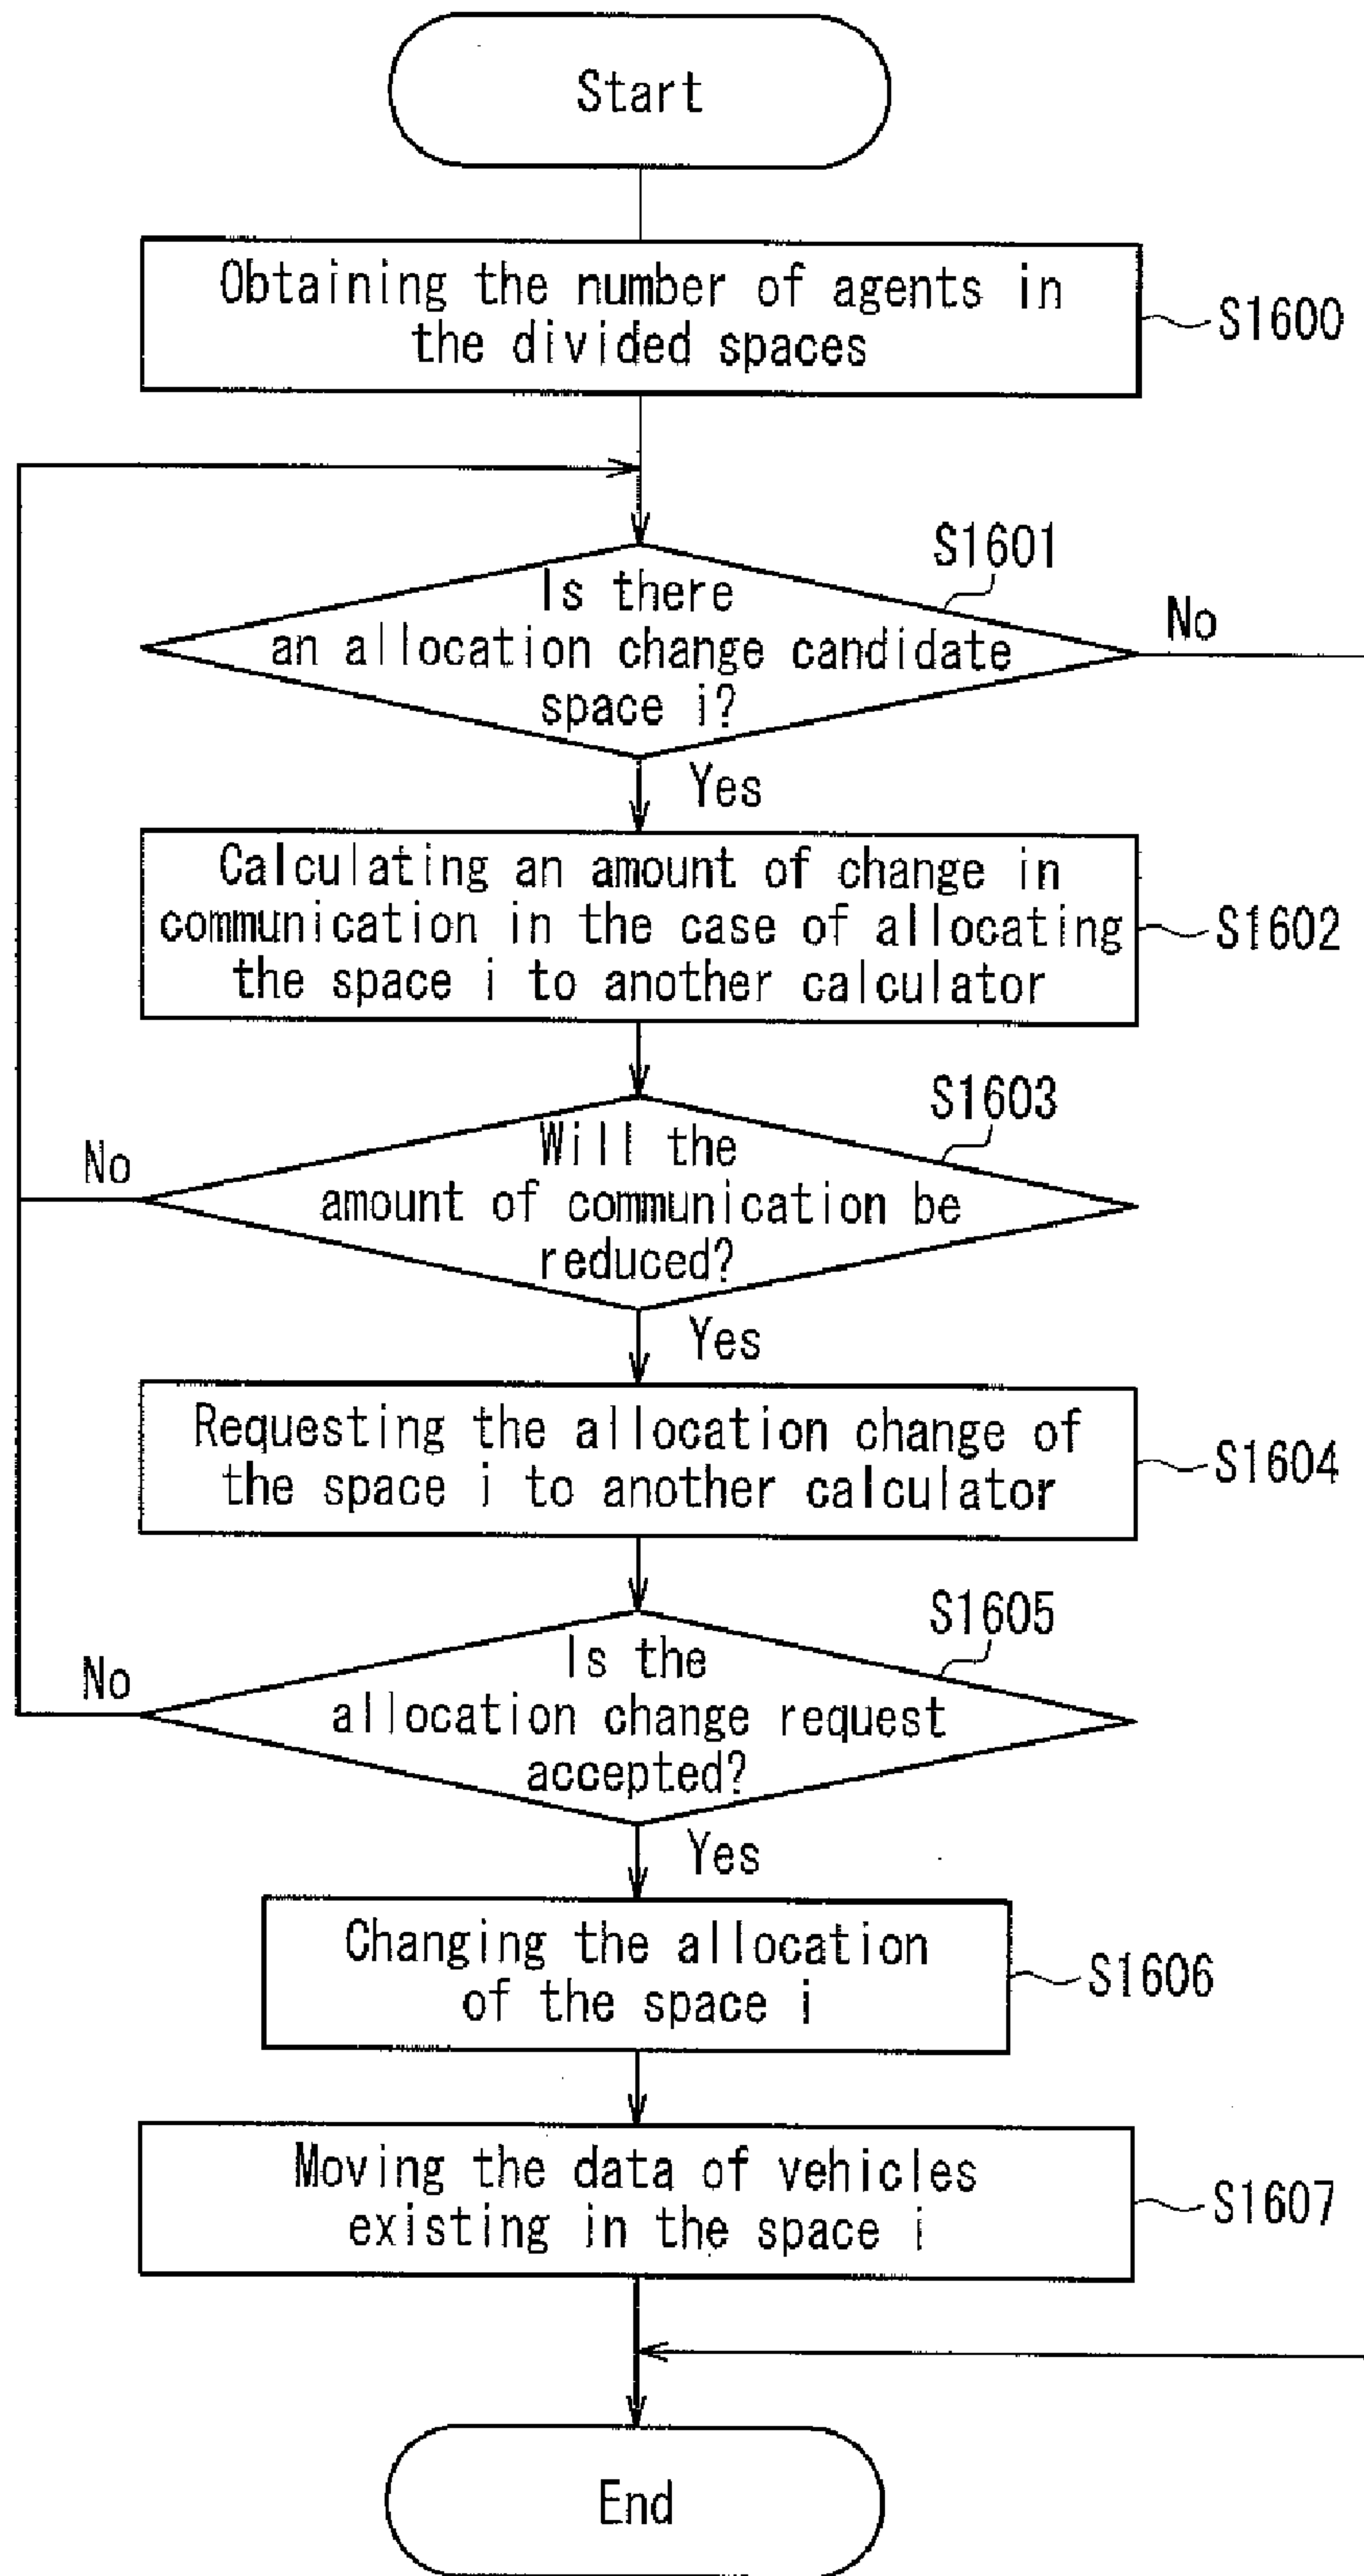 Start
Obtaining the number of agents in
the divided spaces
S1600
S1601
Is there
an allocation change candidate
space i?
No
Yes
Calculating an amount of change in
communication in the case of allocating
the space i to another calculator
S1602
S1603
Will the
amount of communication be
reduced?
No
Yes
Requesting the allocation change of
the space i to another calculator
S1604
S1605
Is the
allocation change request
accepted?
No
Yes
Changing the allocation
of the space i
S1606
Moving the data of vehicles
existing in the space i
S1607
End